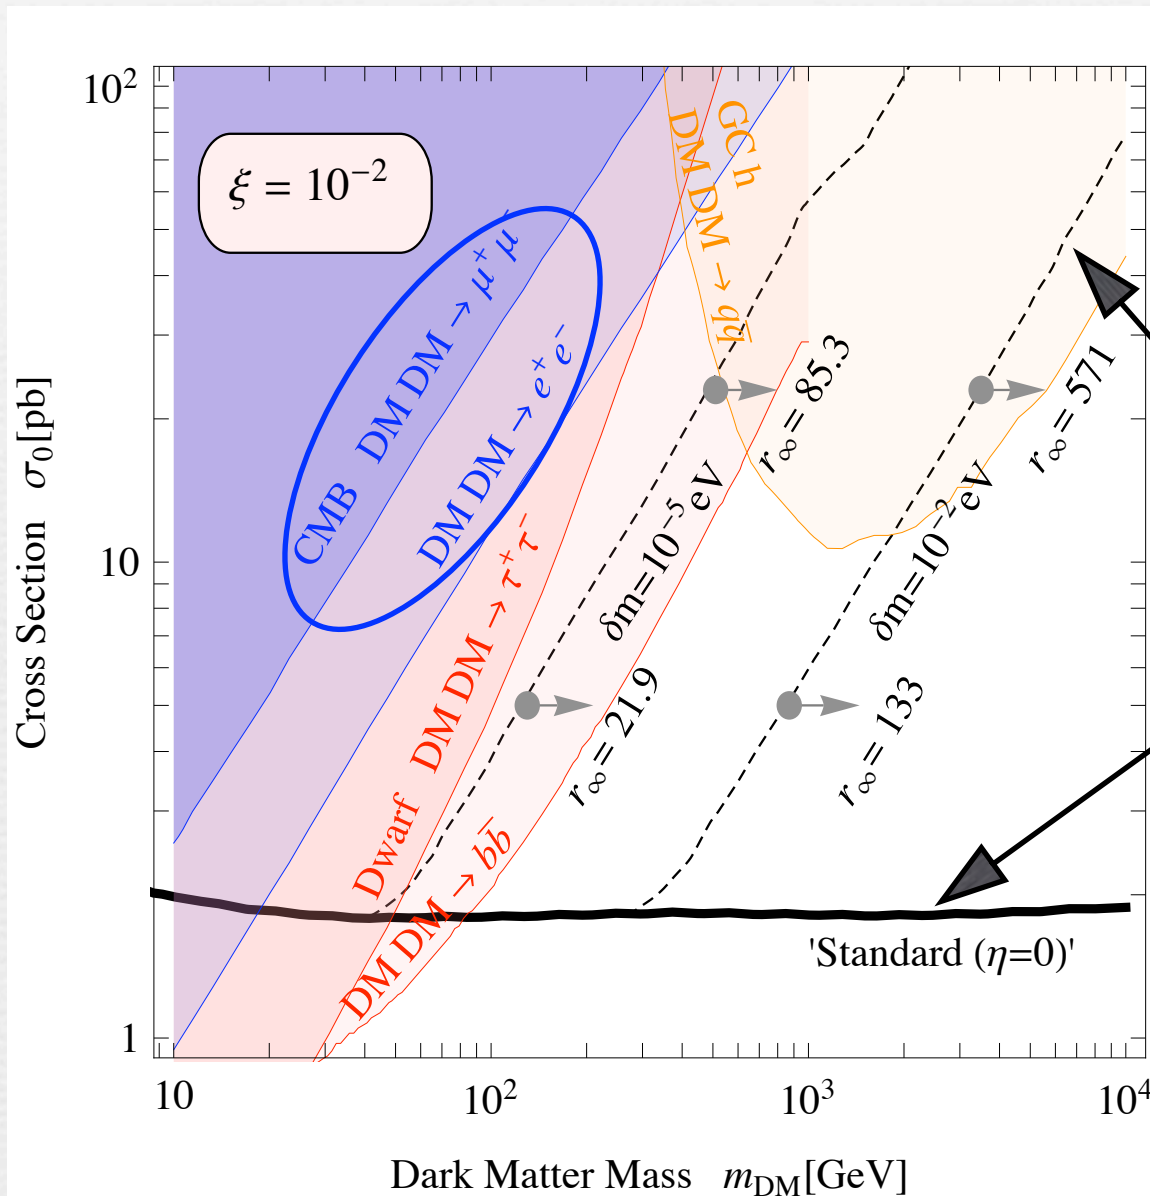 10²
ξ = 10⁻²
GC h
DM DM → bb̄
CMB DM DM → μ⁺ μ⁻
DM DM → e⁺ e⁻
r∞ = 85.3
r∞ = 571
Cross Section σ₀[pb]
δm=10⁻⁵ eV
δm=10⁻² eV
10
Dwarf DM DM → τ⁺ τ⁻
r∞ = 21.9
r∞ = 133
DM DM → bb̄
'Standard (η=0)'
1
10 10² 10³ 10⁴
Dark Matter Mass m_DM[GeV]